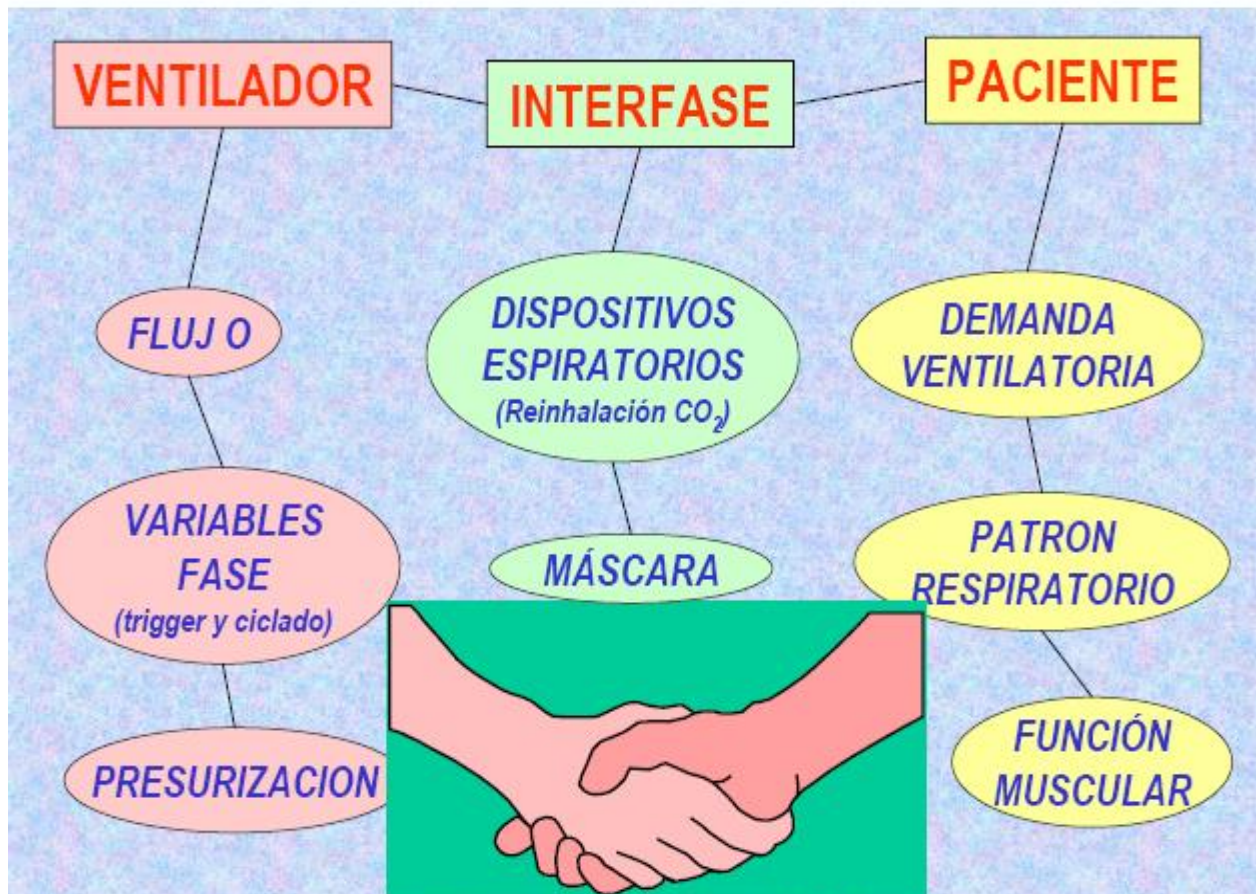 VENTILADOR
INTERFASE
PACIENTE
FLUJ O
VARIABLES
FASE
(trigger y ciclado)
PRESURIZACION
DISPOSITIVOS
ESPIRATORIOS
(Reinhalación CO₂)
MÁSCARA
DEMANDA
VENTILATORIA
PATRON
RESPIRATORIO
FUNCIÓN
MUSCULAR